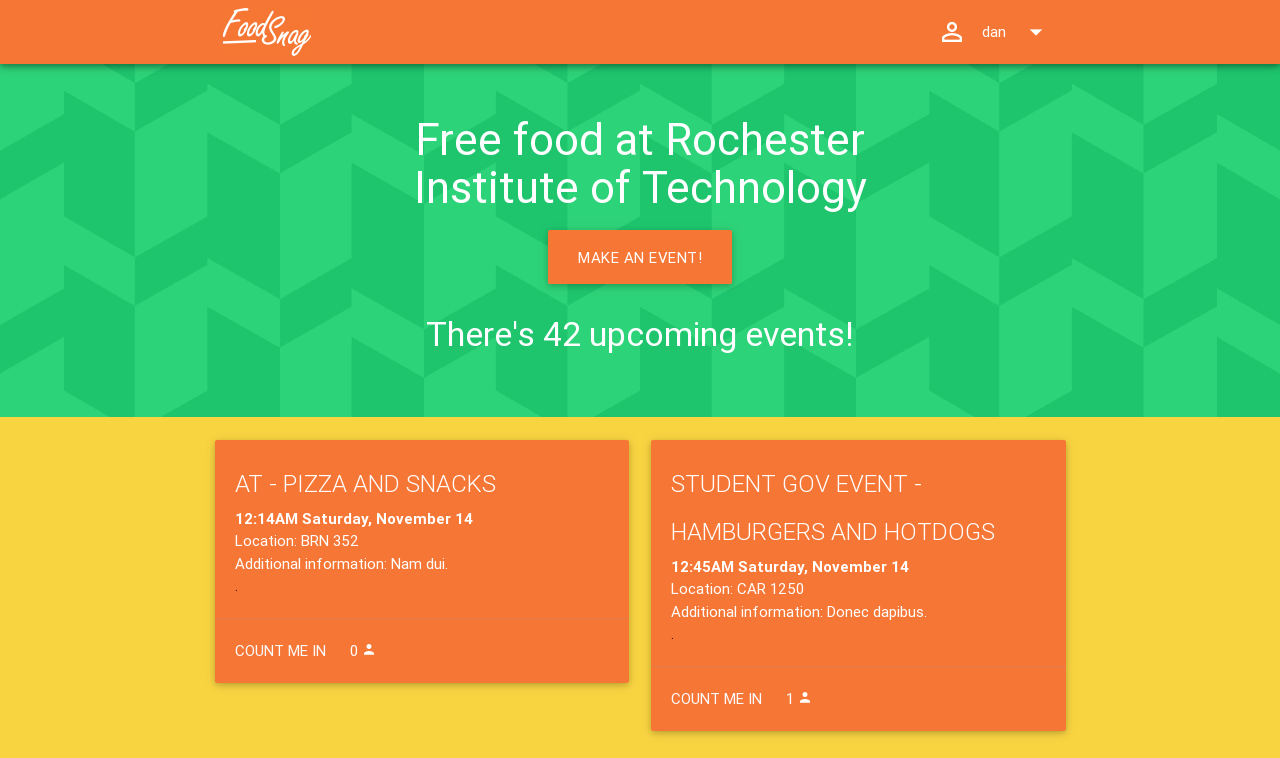 FoodSnag
dan
Free food at Rochester
Institute of Technology
MAKE AN EVENT!
There's 42 upcoming events!
AT - PIZZA AND SNACKS
12:14AM Saturday, November 14
Location: BRN 352
Additional information: Nam dui.
.
COUNT ME IN 0
STUDENT GOV EVENT -
HAMBURGERS AND HOTDOGS
12:45AM Saturday, November 14
Location: CAR 1250
Additional information: Donec dapibus.
.
COUNT ME IN 1